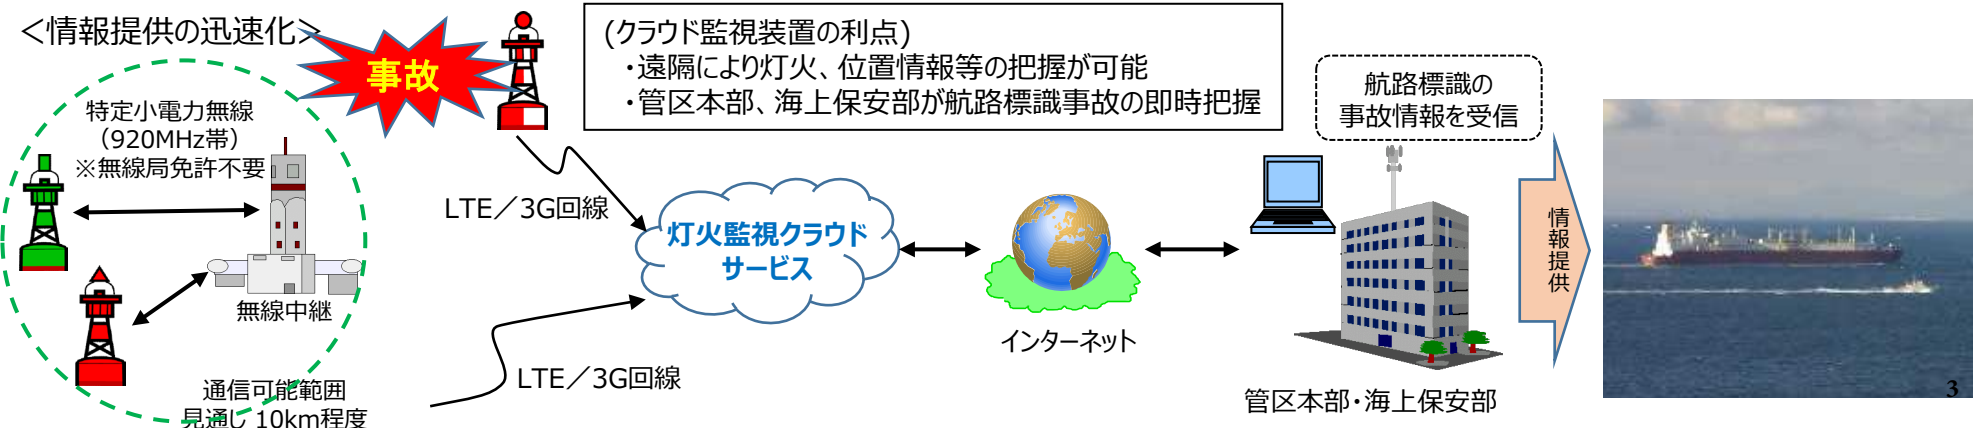 ＜情報提供の迅速化＞
事故
(クラウド監視装置の利点)
・遠隔により灯火、位置情報等の把握が可能
・管区本部、海上保安部が航路標識事故の即時把握
航路標識の
事故情報を受信
特定小電力無線
（920MHz帯）
※無線局免許不要
無線中継
通信可能範囲
見通し 10km程度
LTE／3G回線
LTE／3G回線
灯火監視クラウド
サービス
インターネット
管区本部・海上保安部
情報提供
3